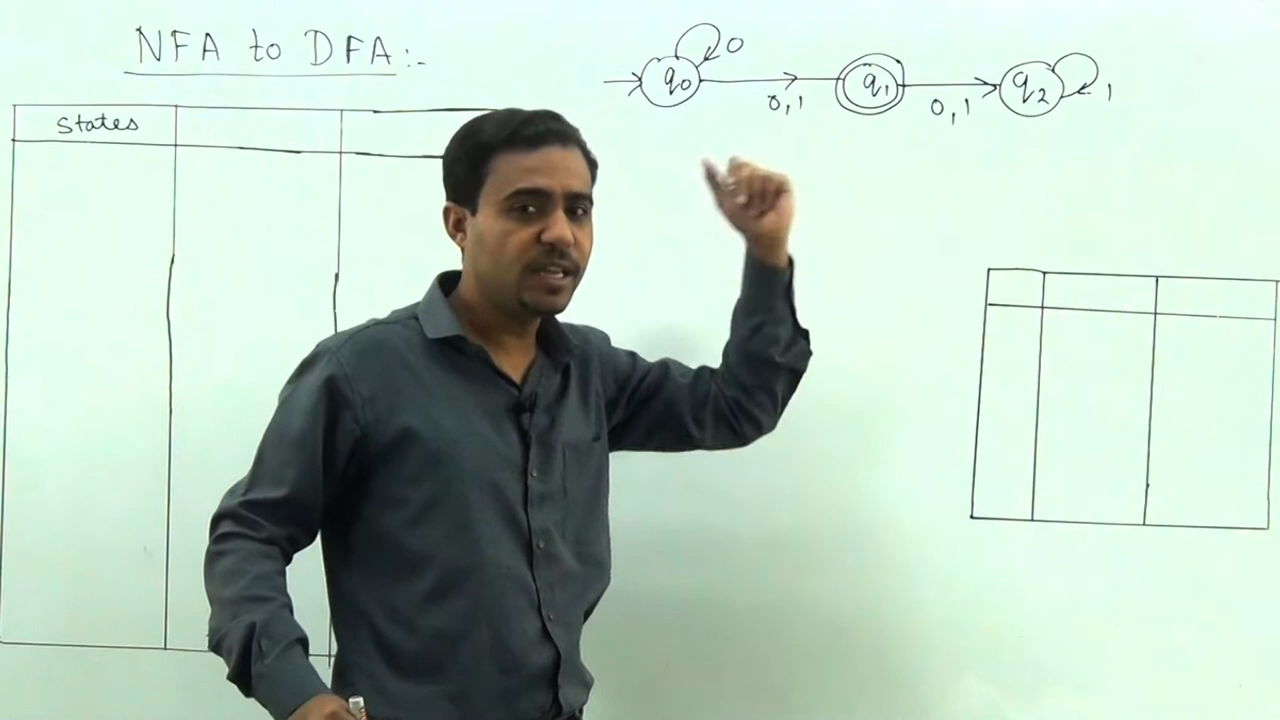 NFA to DFA:-
0
q0
q1
q2
0,1
0,1
1
States